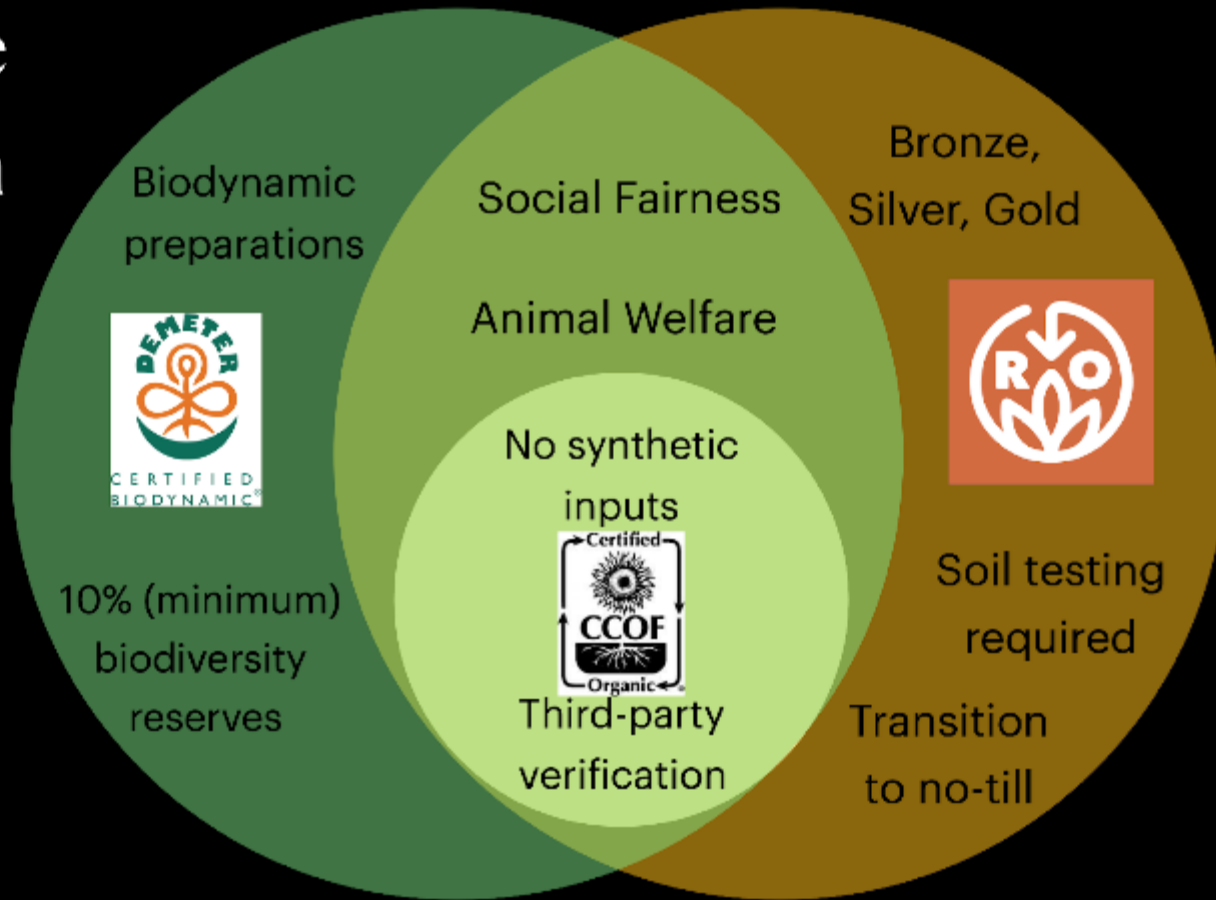 Biodynamic
preparations
DEMETER
CERTIFIED
BIODYNAMIC®
10% (minimum)
biodiversity
reserves
Social Fairness
Animal Welfare
No synthetic
inputs
Certified
CCOF
Organic
Third-party
verification
Bronze,
Silver, Gold
R O
Soil testing
required
Transition
to no-till